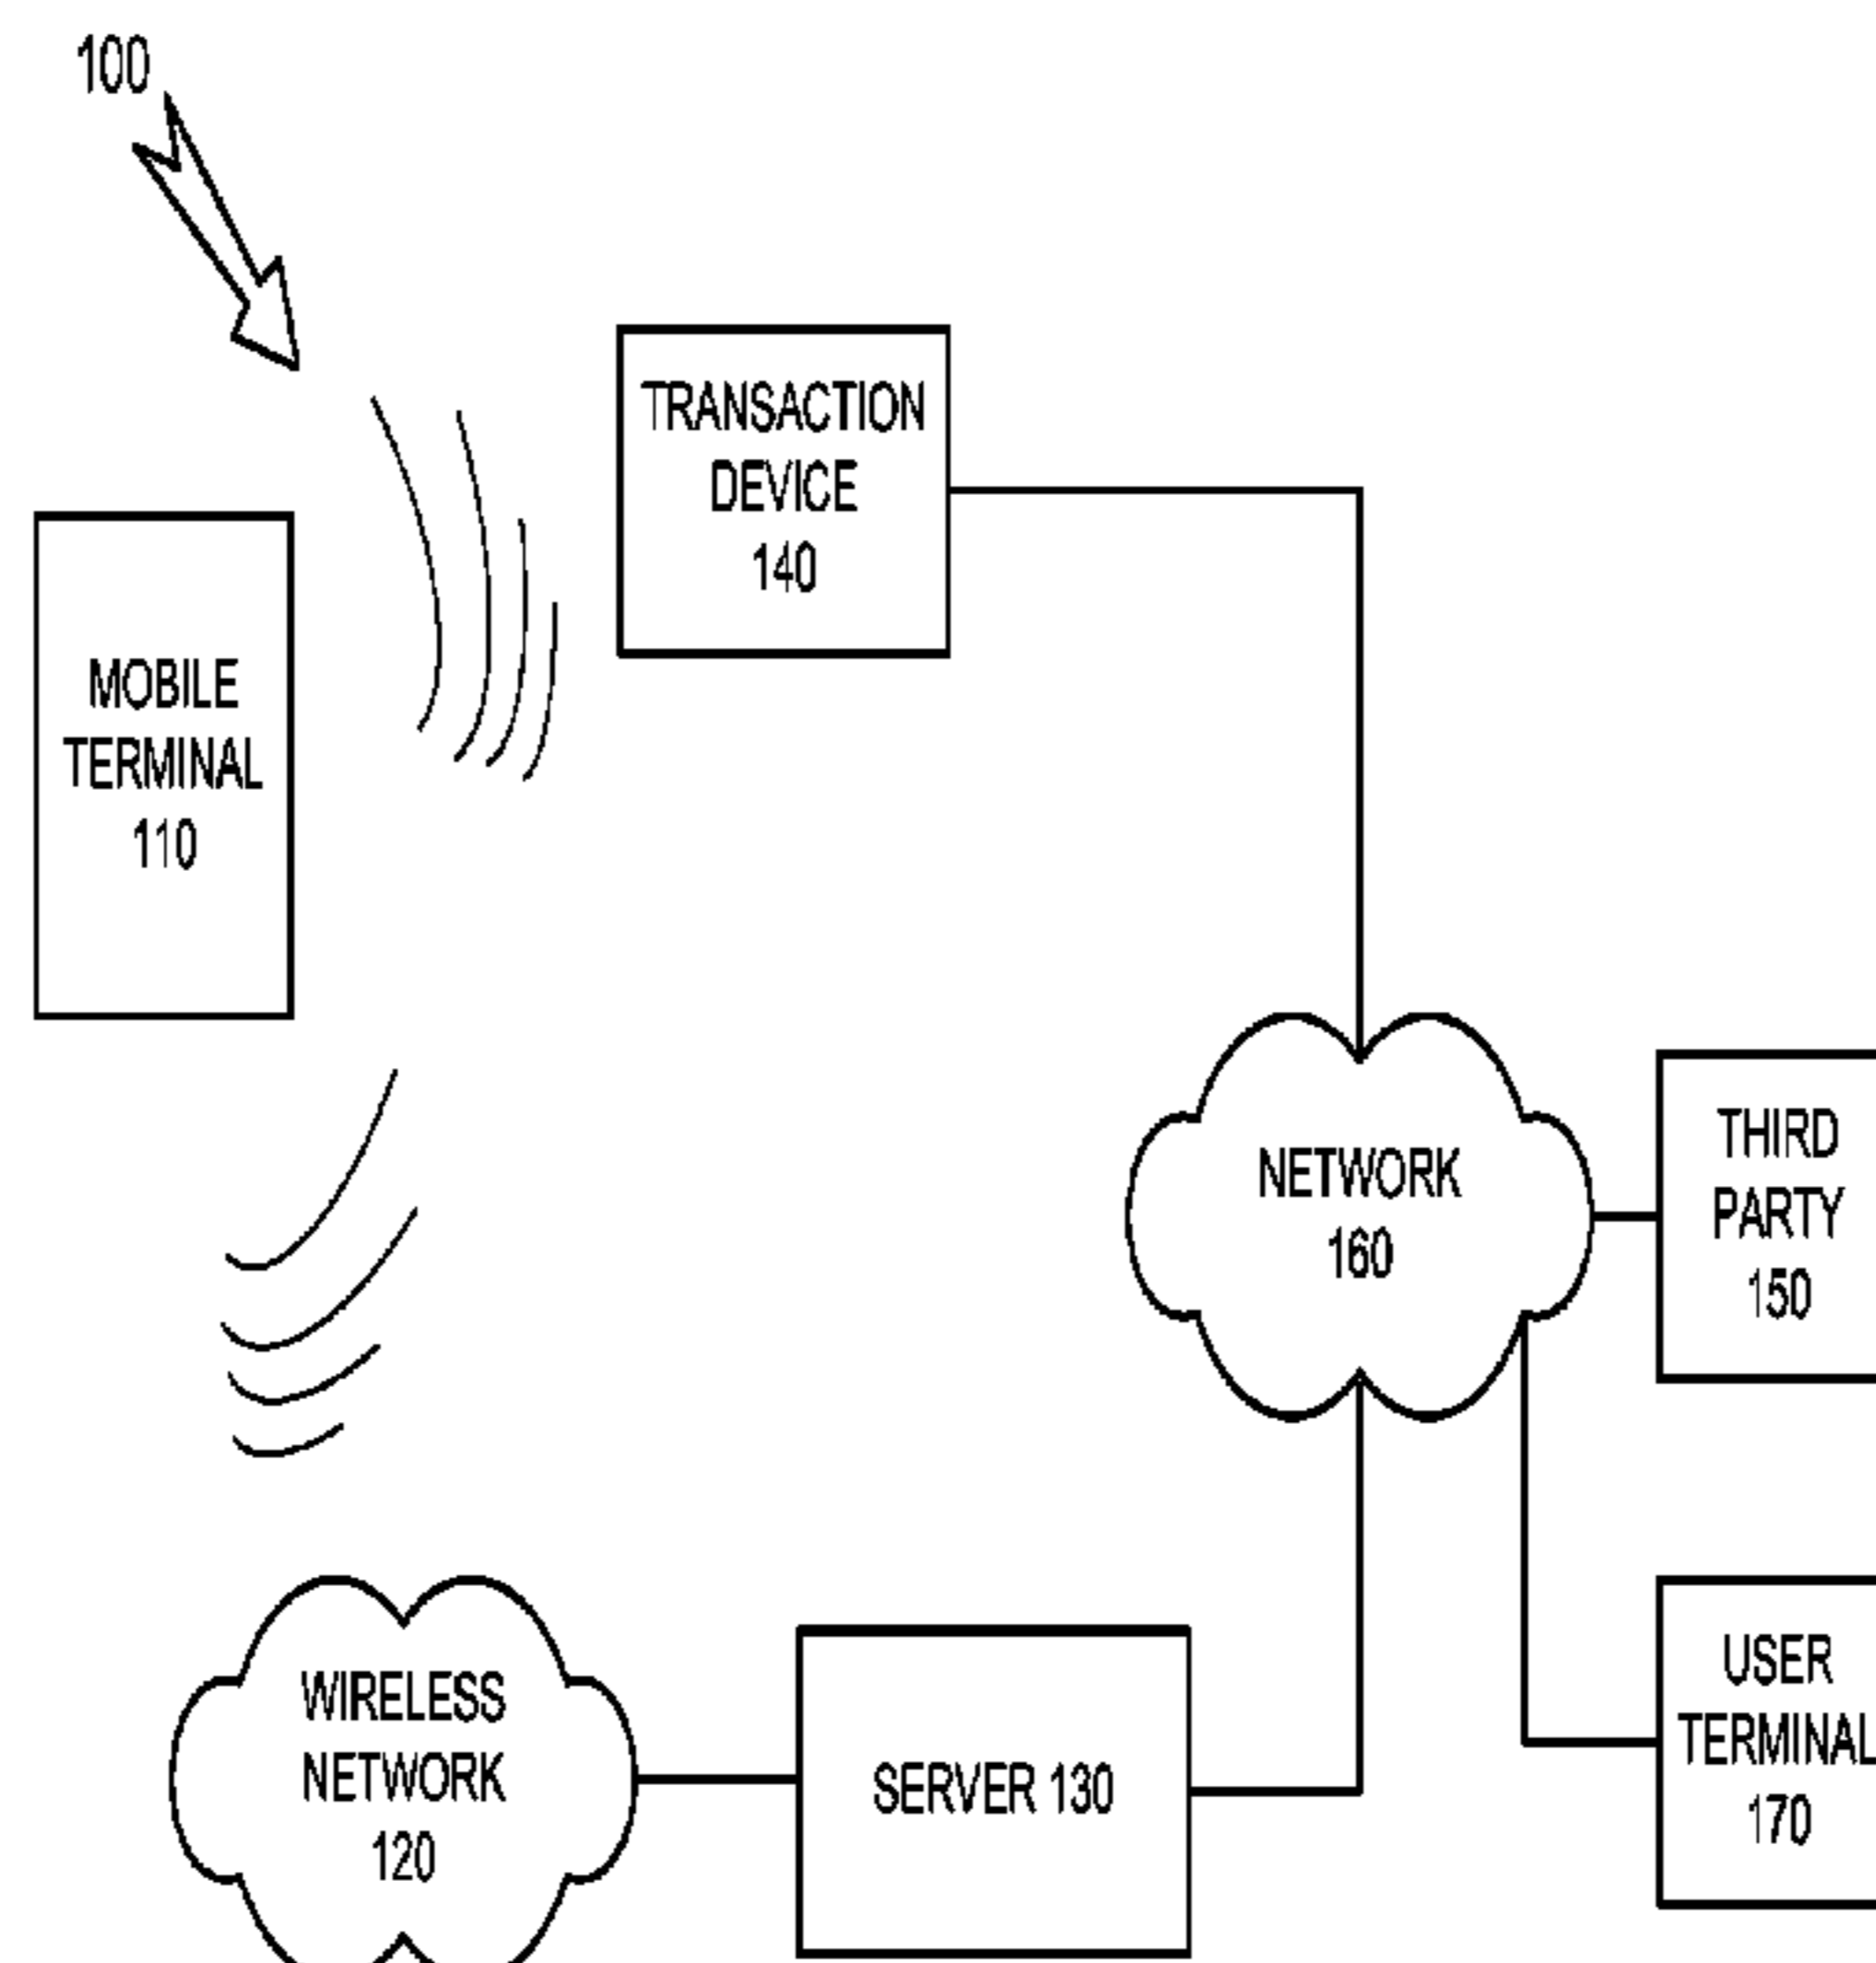 100
TRANSACTION
DEVICE
140
MOBILE
TERMINAL
110
NETWORK
160
THIRD
PARTY
150
WIRELESS
NETWORK
120
SERVER 130
USER
TERMINAL
170